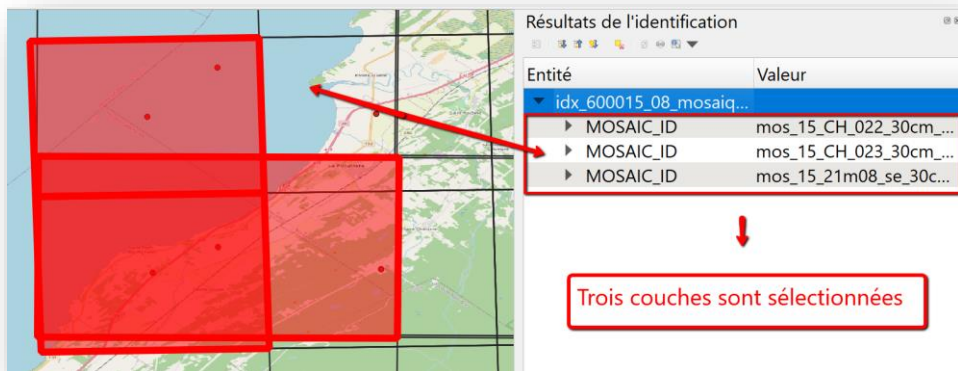 Résultats de l'identification
Entité Valeur
idx_600015_08_mosaiq...
MOSAIC_ID mos_15_CH_022_30cm_...
MOSAIC_ID mos_15_CH_023_30cm_...
MOSAIC_ID mos_15_21m08_se_30c...
Trois couches sont sélectionnées